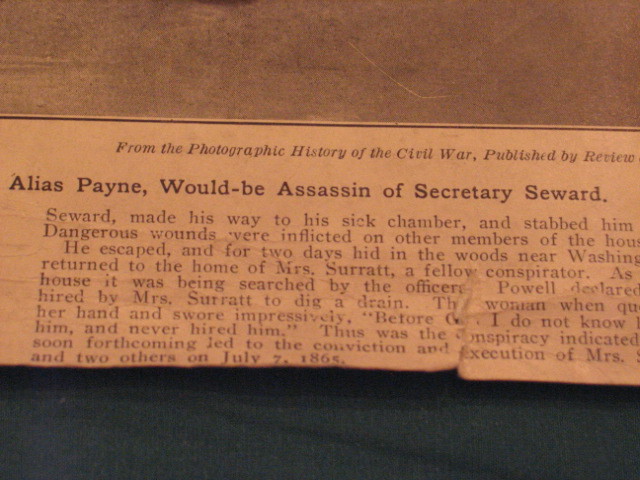 From the Photographic History of the Civil War, Published by Review
Alias Payne, Would-be Assassin of Secretary Seward.
Seward, made his way to his sick chamber, and stabbed him
Dangerous wounds were inflicted on other members of the hous
He escaped, and for two days hid in the woods near Washing
returned to the home of Mrs. Surratt, a fellow conspirator. As
house it was being searched by the officers Powell declared
hired by Mrs. Surratt to dig a drain. Th woman when qu
her hand and swore impressively, "Before G I do not know
him, and never hired him." Thus was the onspiracy indicated
soon forthcoming led to the conviction and execution of Mrs. S
and two others on July 7, 1865.